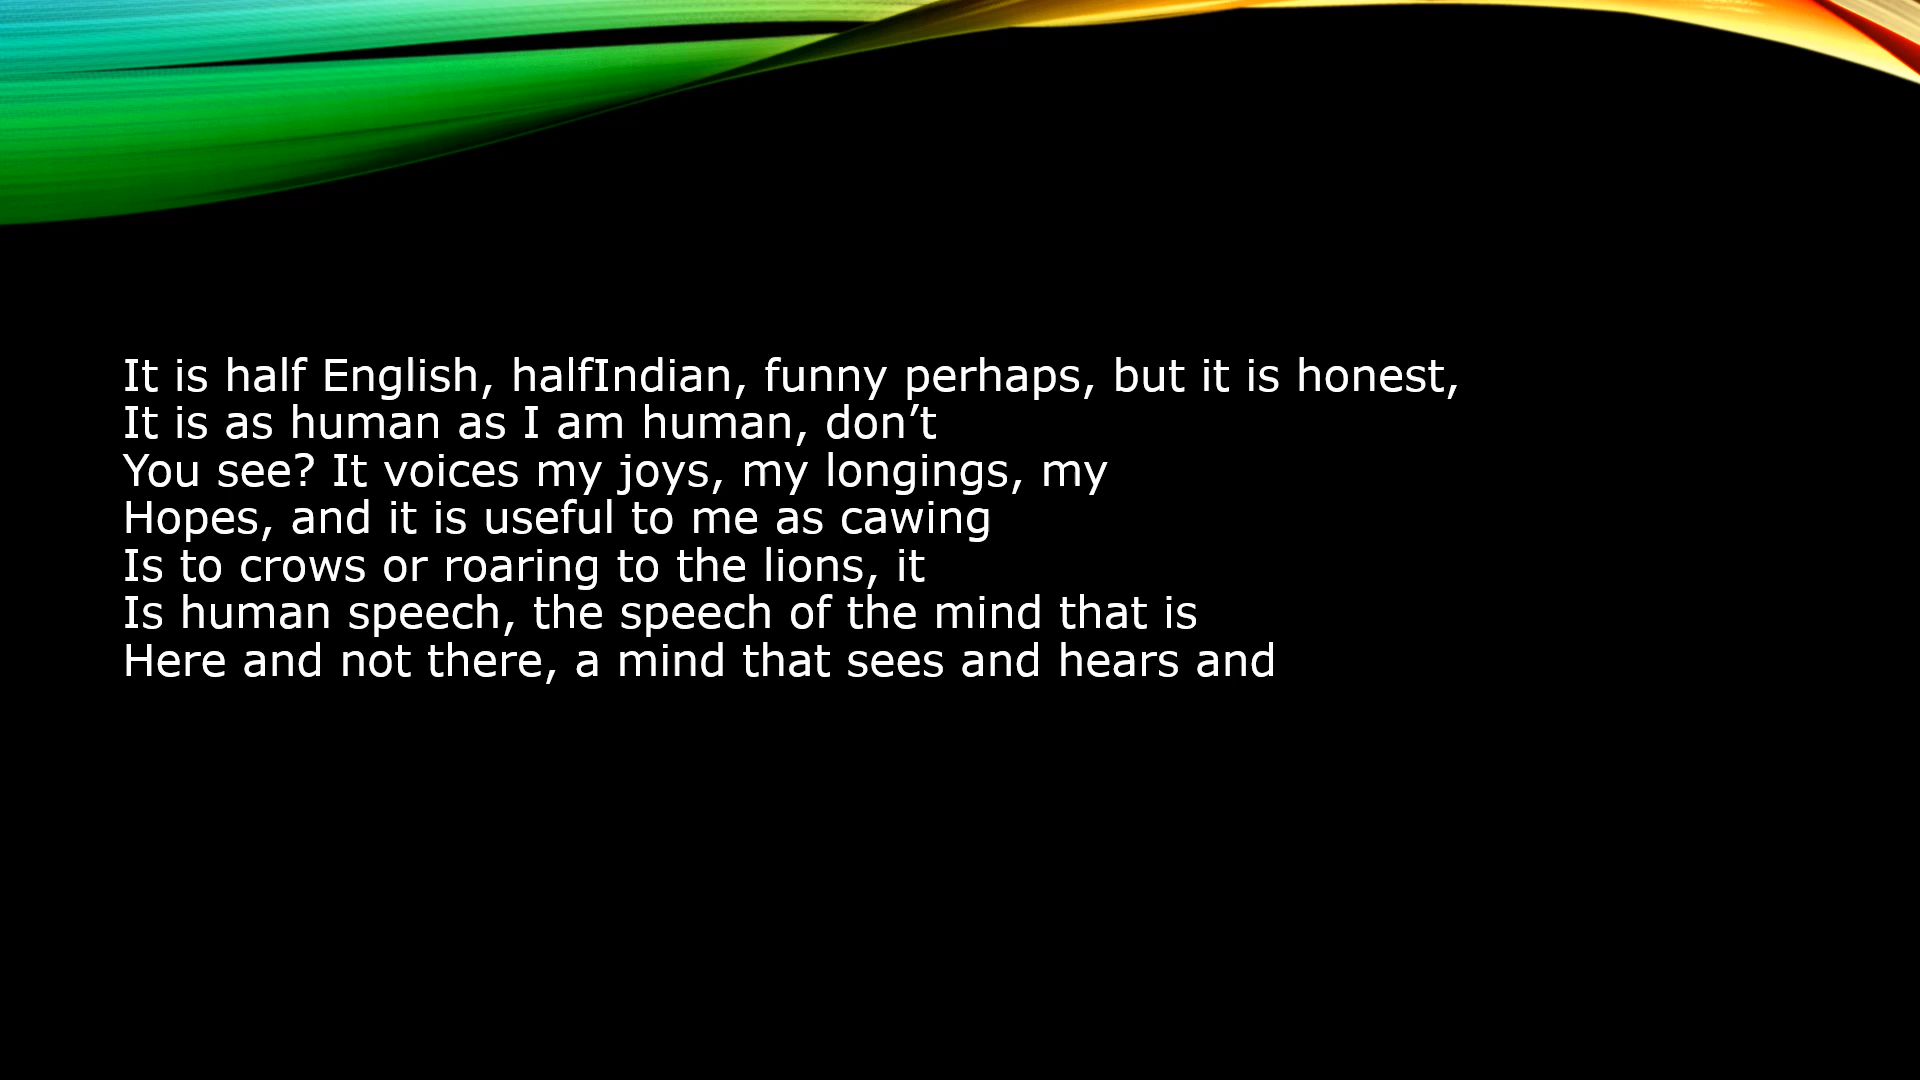 It is half English, halfIndian, funny perhaps, but it is honest,
It is as human as I am human, don’t
You see? It voices my joys, my longings, my
Hopes, and it is useful to me as cawing
Is to crows or roaring to the lions, it
Is human speech, the speech of the mind that is
Here and not there, a mind that sees and hears and